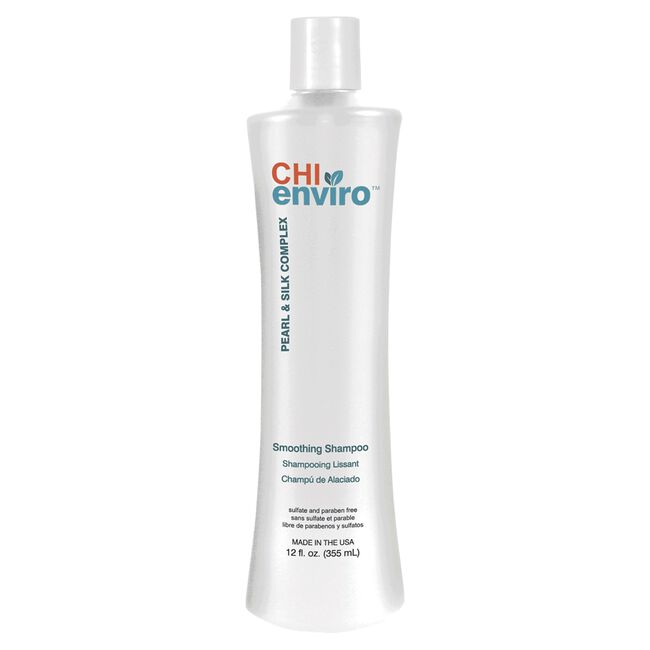 CHI
enviro™
PEARL & SILK COMPLEX
Smoothing Shampoo
Shampooing Lissant
Champú de Alaciado
sulfate and paraben free
sans sulfate et parable
libre de parabenos y sulfatos
MADE IN THE USA
12 fl. oz. (355 mL)